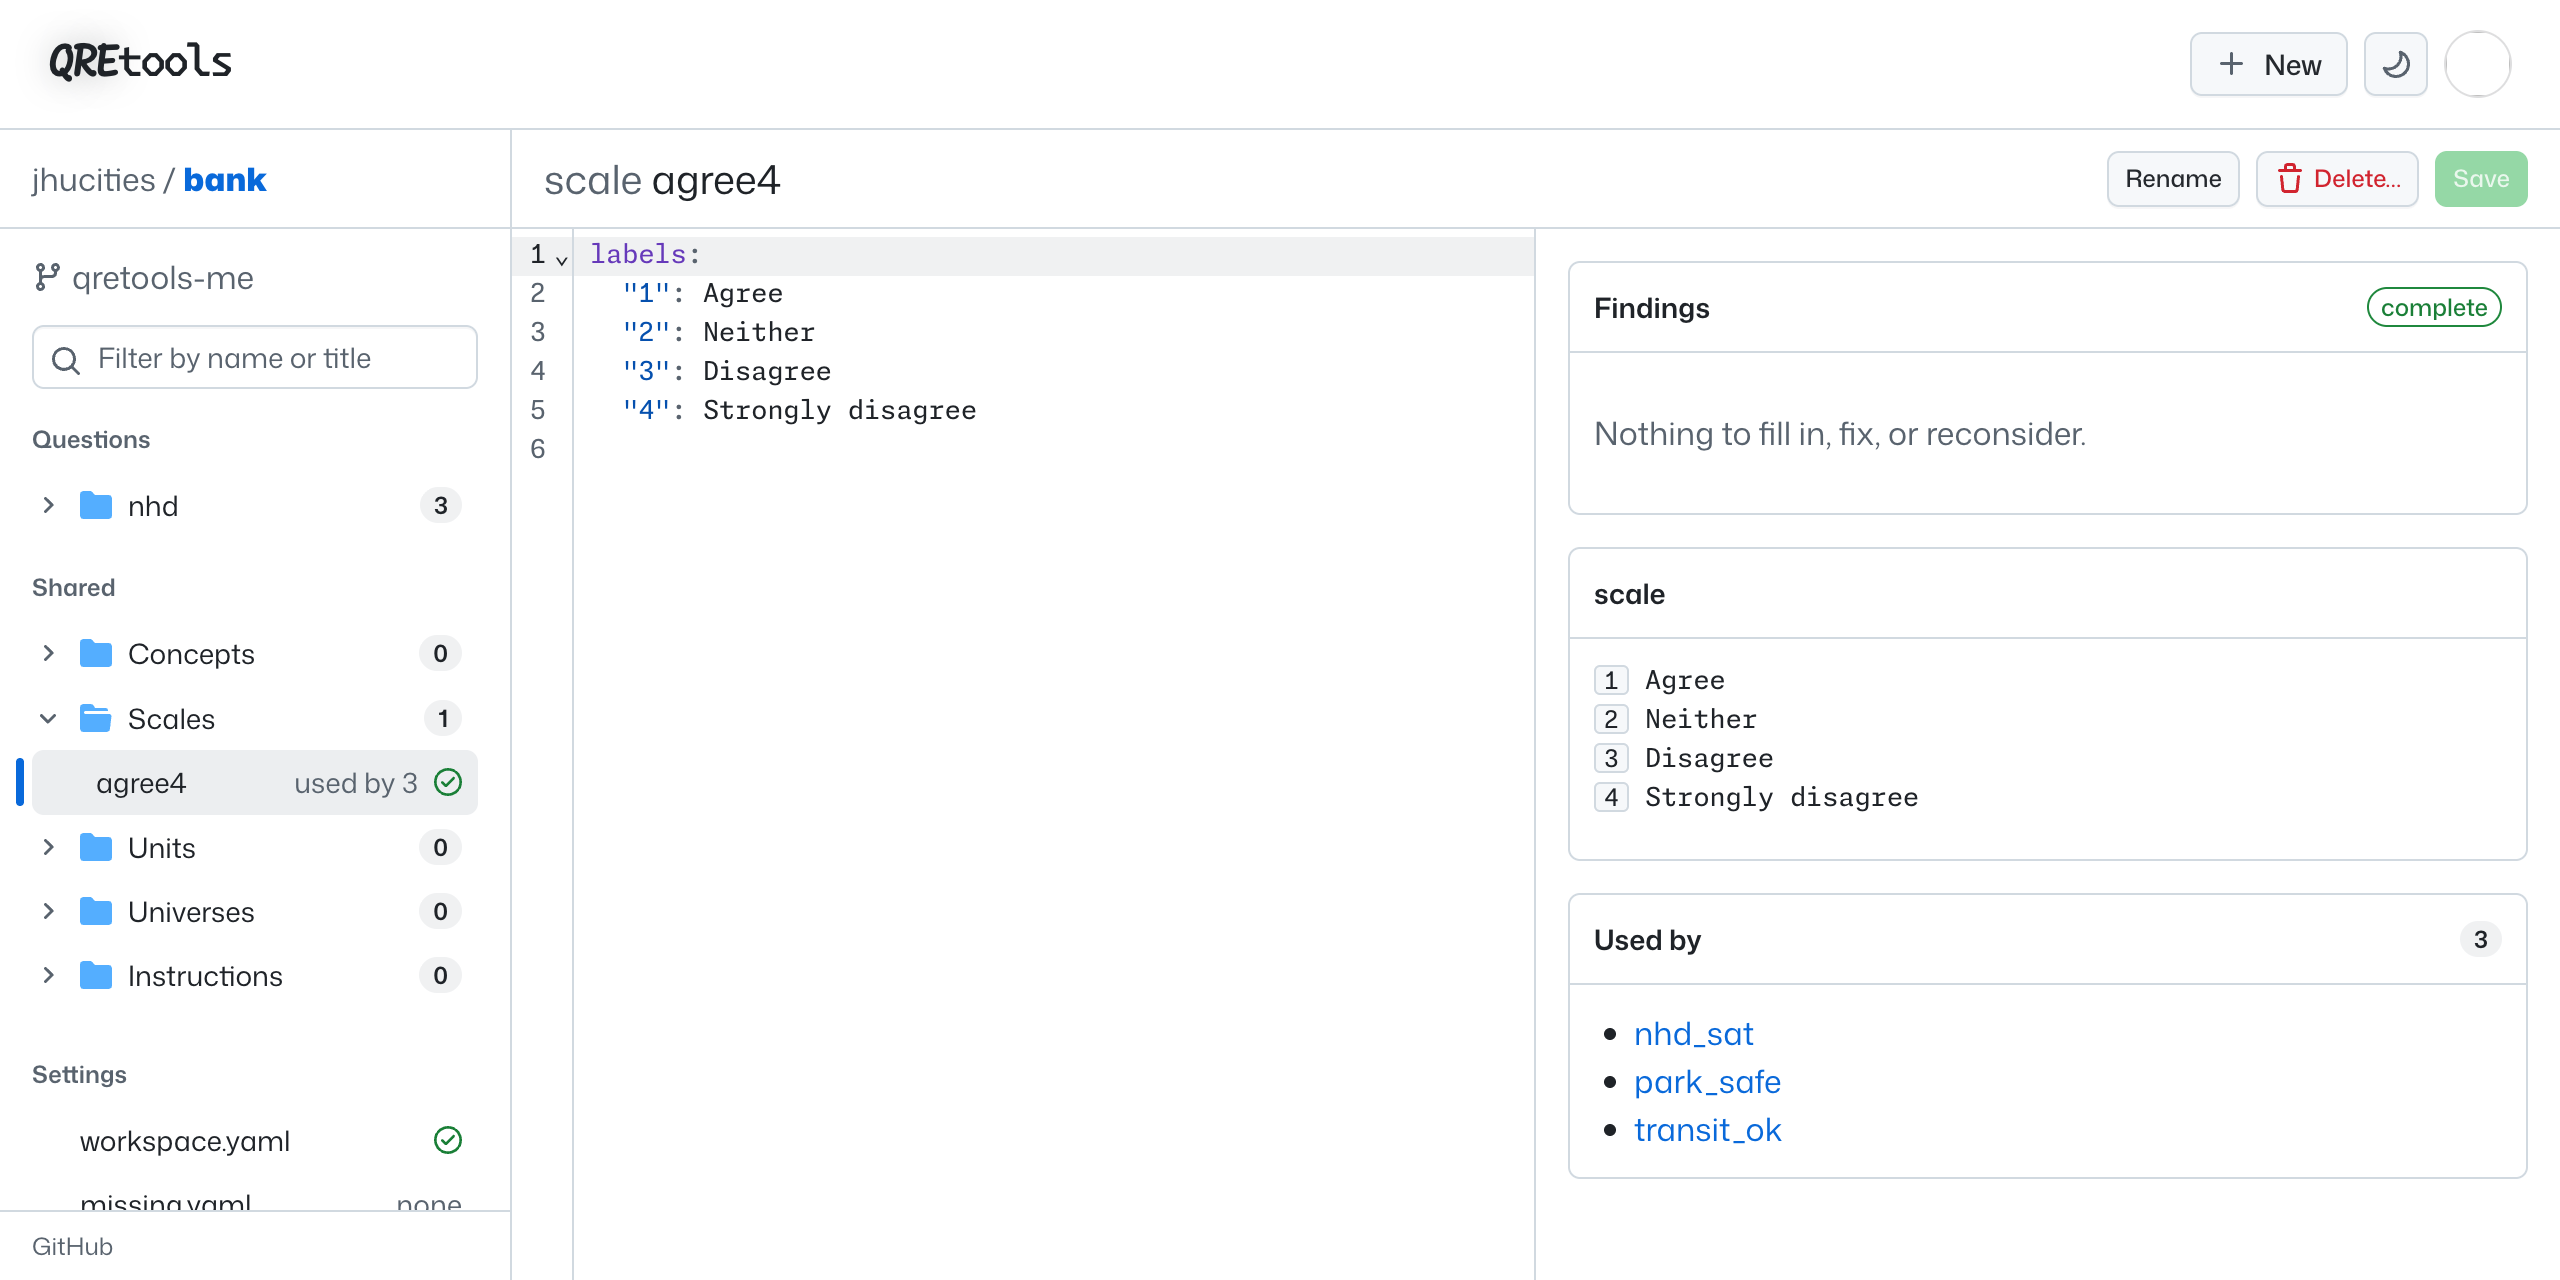 QREtools
+ New
jhucities / bank
scale agree4
Rename
Delete...
Save
qretools-me
Filter by name or title
Questions
nhd 3
Shared
Concepts 0
Scales 1
agree4 used by 3
Units 0
Universes 0
Instructions 0
Settings
workspace.yaml
missing.yaml none
GitHub
1 labels:
2 "1": Agree
3 "2": Neither
4 "3": Disagree
5 "4": Strongly disagree
6
Findings complete
Nothing to fill in, fix, or reconsider.
scale
1 Agree
2 Neither
3 Disagree
4 Strongly disagree
Used by 3
• nhd_sat
• park_safe
• transit_ok